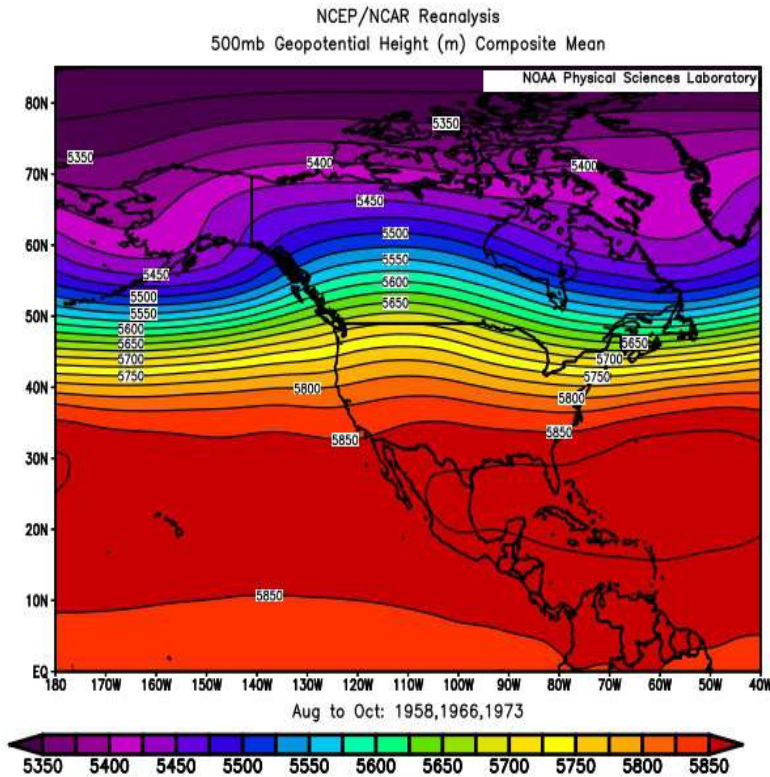 NCEP/NCAR Reanalysis
500mb Geopotential Height (m) Composite Mean
NOAA Physical Sciences Laboratory
80N
5350
5350
70N
5400
5400
5450
60N
5500
5450
5550
5500
5600
5550
5650
50N
5600
5650
5650
5700
5700
5750
5750
40N
5800
5800
5850
5850
30N
20N
5850
10N
EQ
180 170W 160W 150W 140W 130W 120W 110W 100W 90W 80W 70W 60W 50W 40W
Aug to Oct: 1958,1966,1973
5350 5400 5450 5500 5550 5600 5650 5700 5750 5800 5850